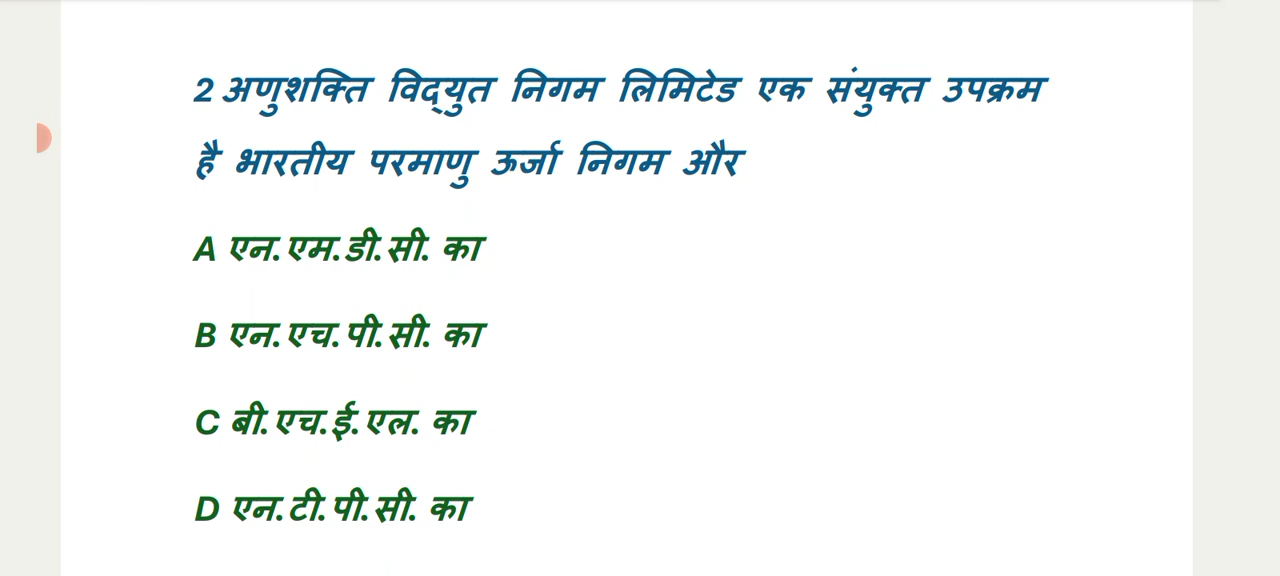 2 अणुशक्ति विद्युत निगम लिमिटेड एक संयुक्त उपक्रम
है भारतीय परमाणु ऊर्जा निगम और
A एन.एम.डी.सी. का
B एन.एच.पी.सी. का
C बी.एच.ई.एल. का
D एन.टी.पी.सी. का